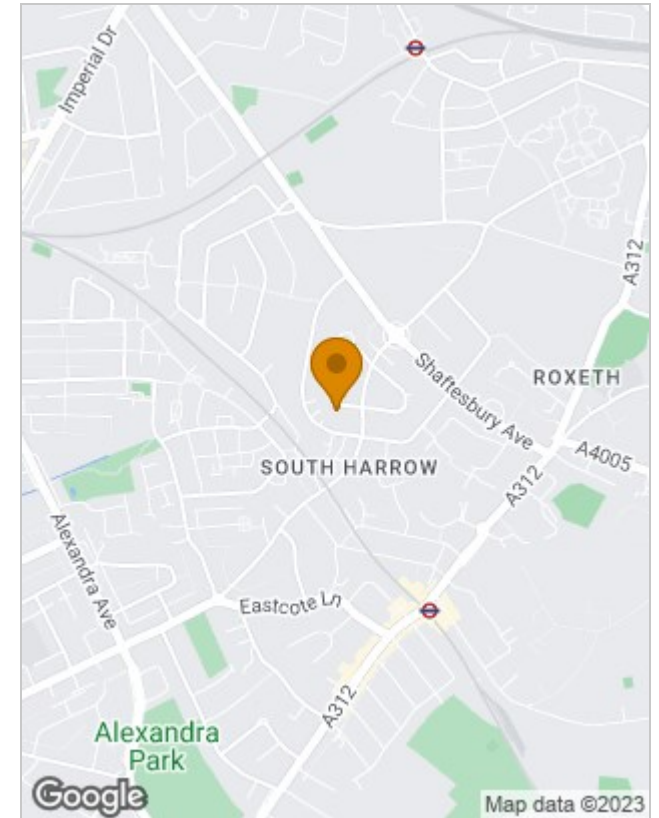 Imperial Dr
A312
Shaftesbury Ave
ROXETH
A4005
SOUTH HARROW
A312
Alexandra Ave
Eastcote Ln
A312
Alexandra
Park
Google
Map data ©2023